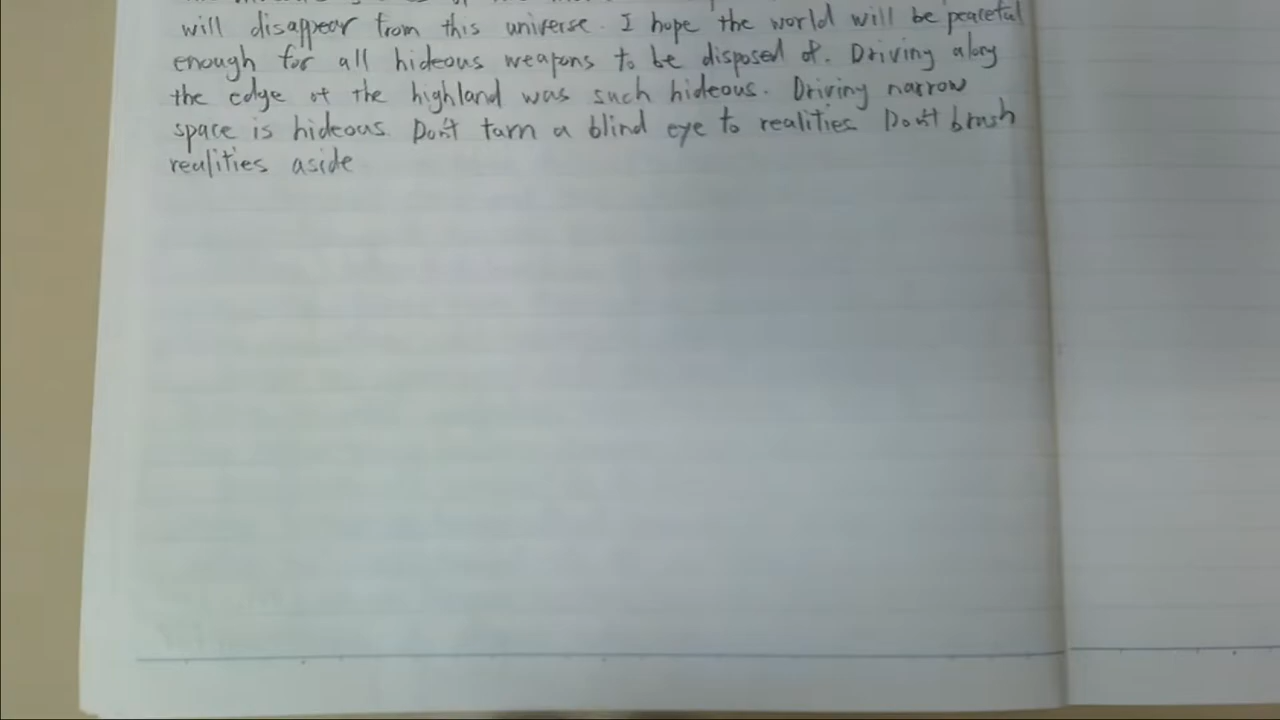 will disappear from this universe. I hope the world will be peaceful
enough for all hideous weapons to be disposed of. Driving along
the edge of the highland was such hideous. Driving narrow
space is hideous. Don't turn a blind eye to realities. Don't brush
realities aside